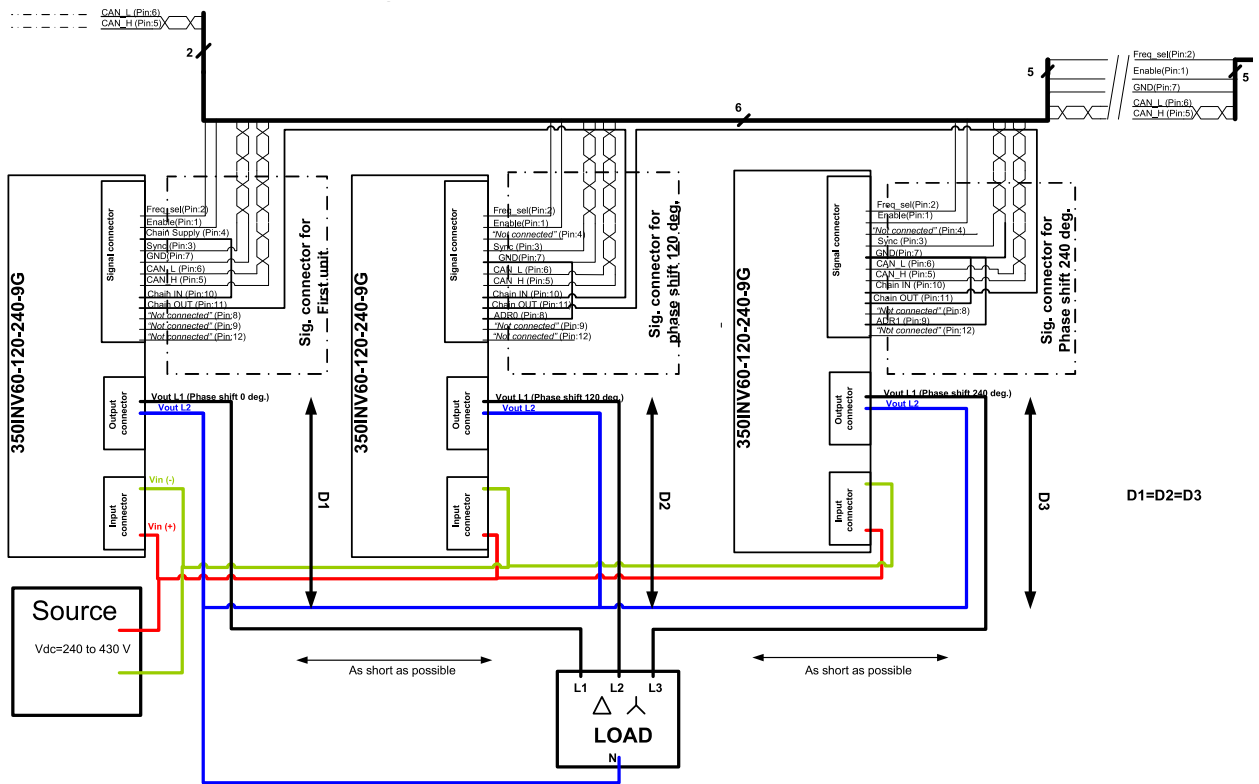 CAN_L (Pin:6)
CAN_H (Pin:5)
2
6
5
Freq_sel(Pin:2)
Enable(Pin:1)
GND(Pin:7)
CAN_L (Pin:6)
CAN_H (Pin:5)
5
350INV60-120-240-9G
Signal connector
Freq_sel(Pin:2)
Enable(Pin:1)
Chain Supply (Pin:4)
Sync (Pin:3)
GND(Pin:7)
CAN_L (Pin:6)
CAN_H (Pin:5)
Chain IN (Pin:10)
Chain OUT (Pin:11)
"Not connected" (Pin:8)
"Not connected" (Pin:9)
"Not connected" (Pin:12)
Sig. connector for
First unit
Output
connector
Vout L1 (Phase shift 0 deg.)
Vout L2
Input
connector
Vin (-)
Vin (+)
D1
350INV60-120-240-9G
Signal connector
Freq_sel(Pin:2)
Enable(Pin:1)
"Not connected" (Pin:4)
Sync (Pin:3)
GND(Pin:7)
CAN_L (Pin:6)
CAN_H (Pin:5)
Chain IN (Pin:10)
Chain OUT (Pin:11)
ADR0 (Pin:8)
"Not connected" (Pin:9)
"Not connected" (Pin:12)
Sig. connector for
phase shift 120 deg.
Output
connector
Vout L1 (Phase shift 120 deg.)
Vout L2
Input
connector
D2
350INV60-120-240-9G
Signal connector
Freq_sel(Pin:2)
Enable(Pin:1)
"Not connected" (Pin:4)
Sync (Pin:3)
GND(Pin:7)
CAN_L (Pin:6)
CAN_H (Pin:5)
Chain IN (Pin:10)
Chain OUT (Pin:11)
"Not connected" (Pin:8)
ADR1 (Pin:9)
"Not connected" (Pin:12)
Sig. connector for
Phase shift 240 deg.
Output
connector
Vout L1 (Phase shift 240 deg.)
Vout L2
Input
connector
D3
D1=D2=D3
Source
Vdc=240 to 430 V
As short as possible
As short as possible
L1 L2 L3
LOAD
N